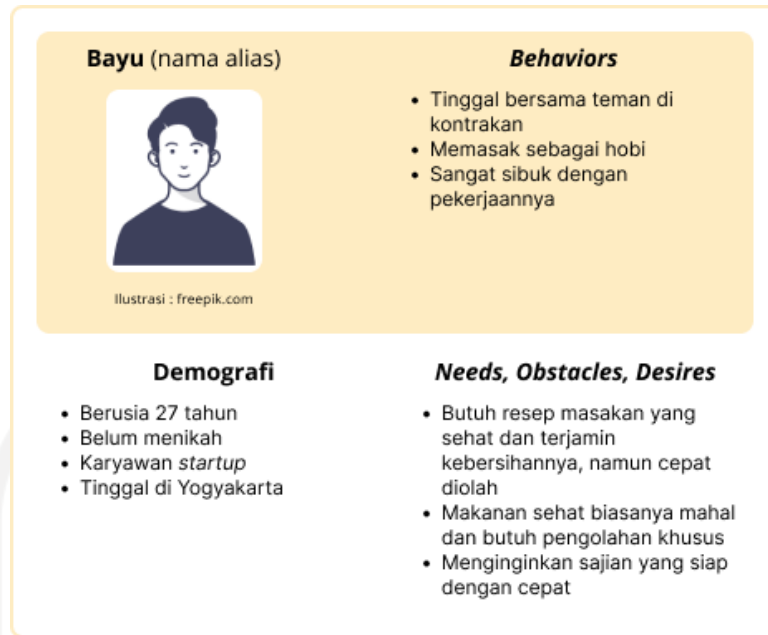 Bayu (nama alias)
Ilustrasi : freepik.com
Behaviors
• Tinggal bersama teman di
kontrakan
• Memasak sebagai hobi
• Sangat sibuk dengan
pekerjaannya
Demografi
• Berusia 27 tahun
• Belum menikah
• Karyawan startup
• Tinggal di Yogyakarta
Needs, Obstacles, Desires
• Butuh resep masakan yang
sehat dan terjamin
kebersihannya, namun cepat
diolah
• Makanan sehat biasanya mahal
dan butuh pengolahan khusus
• Menginginkan sajian yang siap
dengan cepat